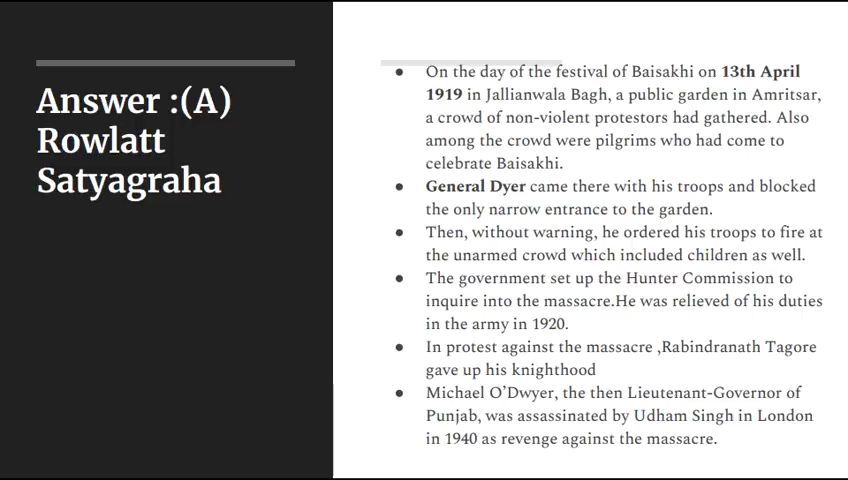 Answer :(A)
Rowlatt
Satyagraha
● On the day of the festival of Baisakhi on 13th April
1919 in Jallianwala Bagh, a public garden in Amritsar,
a crowd of non-violent protestors had gathered. Also
among the crowd were pilgrims who had come to
celebrate Baisakhi.
● General Dyer came there with his troops and blocked
the only narrow entrance to the garden.
● Then, without warning, he ordered his troops to fire at
the unarmed crowd which included children as well.
● The government set up the Hunter Commission to
inquire into the massacre.He was relieved of his duties
in the army in 1920.
● In protest against the massacre ,Rabindranath Tagore
gave up his knighthood
● Michael O’Dwyer, the then Lieutenant-Governor of
Punjab, was assassinated by Udham Singh in London
in 1940 as revenge against the massacre.